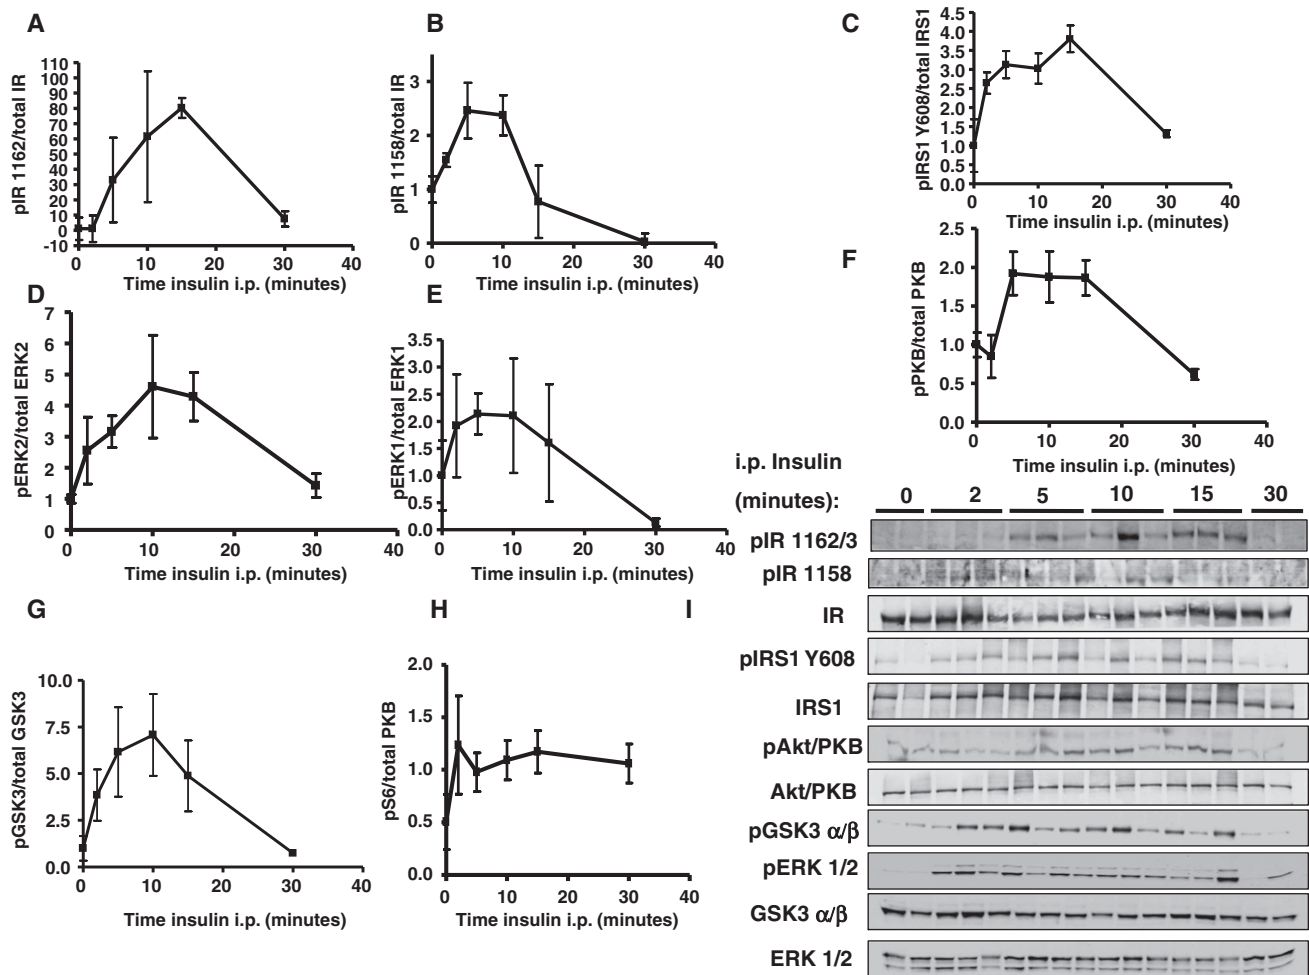 A
110
100
90
80
70
60
50
40
30
20
10
0
-10
pIR 1162/total IR
0 10 20 30 40
Time insulin i.p. (minutes)
B
3
2
1
0
pIR 1158/total IR
0 10 20 30 40
Time insulin i.p. (minutes)
C
4.5
4.0
3.5
3.0
2.5
2.0
1.5
1.0
0.5
0.0
pIRS1 Y608/total IRS1
0 10 20 30 40
Time insulin i.p. (minutes)
D
7
6
5
4
3
2
1
0
pERK2/total ERK2
0 10 20 30 40
Time insulin i.p. (minutes)
E
3.5
3.0
2.5
2.0
1.5
1.0
0.5
0.0
pERK1/total ERK1
0 10 20 30 40
Time insulin i.p. (minutes)
F
2.5
2.0
1.5
1.0
0.5
0.0
pPKB/total PKB
0 10 20 30 40
Time insulin i.p. (minutes)
G
10.0
7.5
5.0
2.5
0.0
pGSK3/total GSK3
0 10 20 30 40
Time insulin i.p. (minutes)
H
2.0
1.5
1.0
0.5
0.0
pS6/total PKB
0 10 20 30 40
Time insulin i.p. (minutes)
I
i.p. Insulin
(minutes): 0 2 5 10 15 30
pIR 1162/3
pIR 1158
IR
pIRS1 Y608
IRS1
pAkt/PKB
Akt/PKB
pGSK3 α/β
pERK 1/2
GSK3 α/β
ERK 1/2